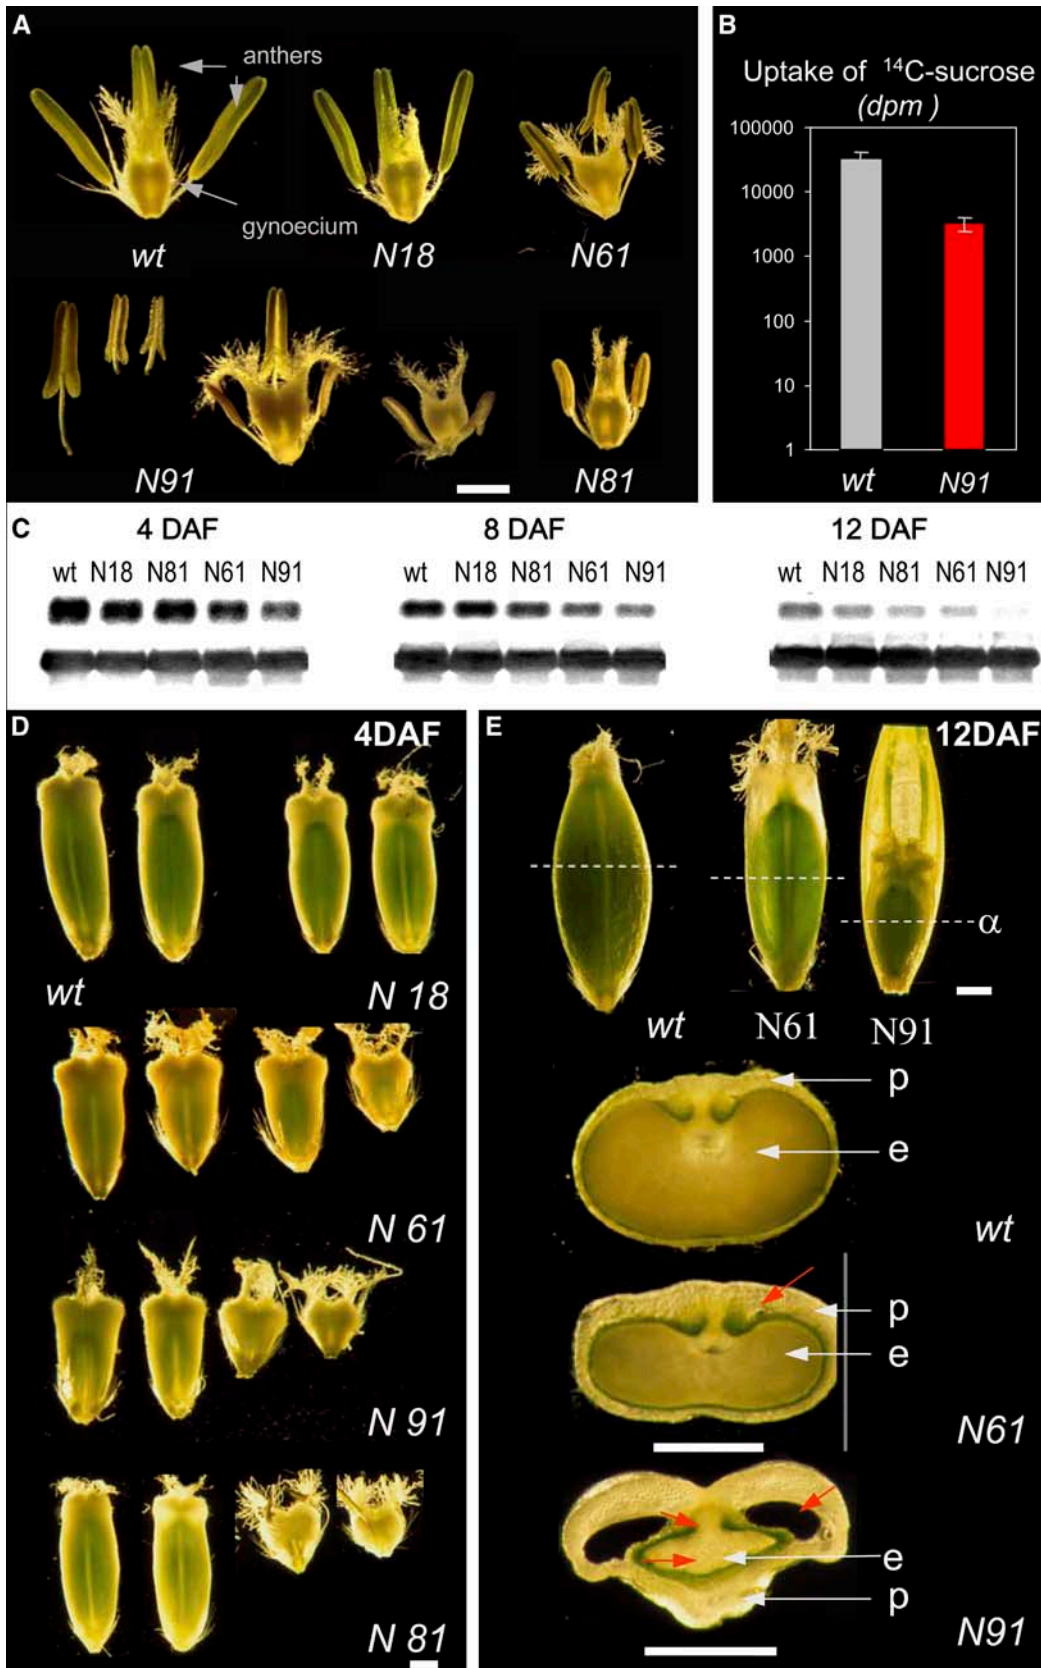 A
anthers
gynoecium
wt
N18
N61
N91
N81
B
Uptake of ¹⁴C-sucrose
(dpm )
100000
10000
1000
100
10
1
wt
N91
C
4 DAF
8 DAF
12 DAF
wt N18 N81 N61 N91
wt N18 N81 N61 N91
wt N18 N81 N61 N91
D
4DAF
wt
N 18
N 61
N 91
N 81
E
12DAF
α
wt
N61
N91
p
e
wt
p
e
N61
e
p
N91